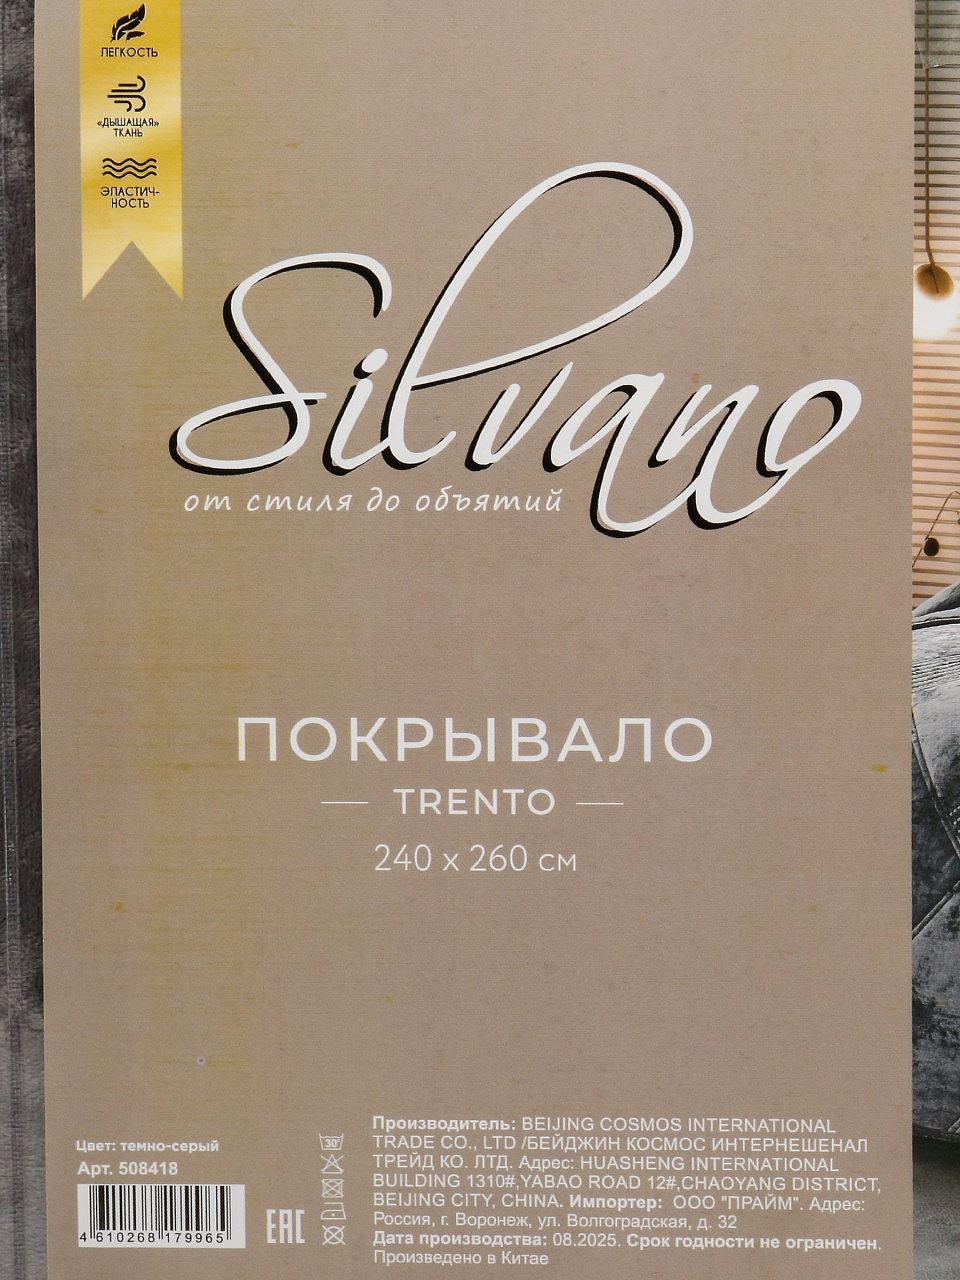 ЛЕГКОСТЬ
«ДЫШАЩАЯ»
ТКАНЬ
ЭЛАСТИЧ-
НОСТЬ
Silvano
от стиля до объятий
ПОКРЫВАЛО
TRENTO
240 x 260 см
Цвет: темно-серый
Арт. 508418
4 610268 179965
EAC
30°
Производитель: BEIJING COSMOS INTERNATIONAL
TRADE CO., LTD /БЕЙДЖИН КОСМОС ИНТЕРНЕШЕНАЛ
ТРЕЙД КО. ЛТД. Адрес: HUASHENG INTERNATIONAL
BUILDING 1310#,YABAO ROAD 12#,CHAOYANG DISTRICT,
BEIJING CITY, CHINA. Импортер: ООО "ПРАЙМ". Адрес:
Россия, г. Воронеж, ул. Волгоградская, д. 32
Дата производства: 08.2025. Срок годности не ограничен.
Произведено в Китае